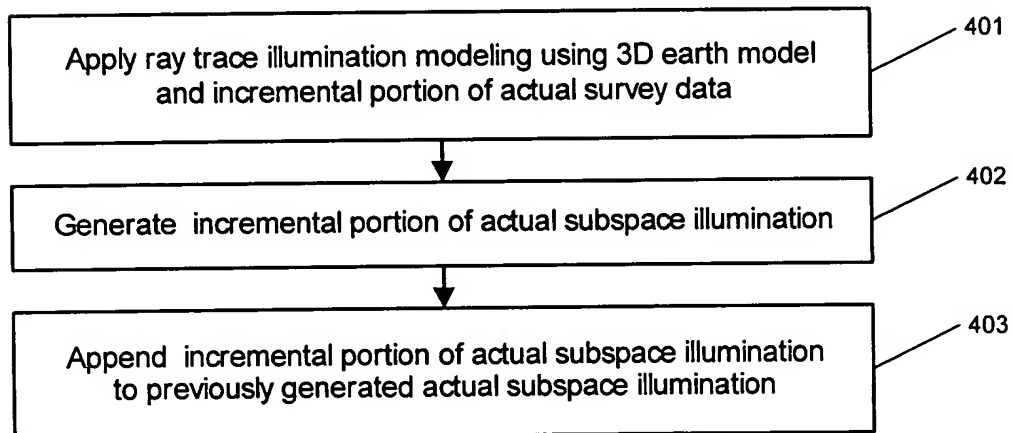 Apply ray trace illumination modeling using 3D earth model
and incremental portion of actual survey data
401
Generate incremental portion of actual subspace illumination
402
Append incremental portion of actual subspace illumination
to previously generated actual subspace illumination
403